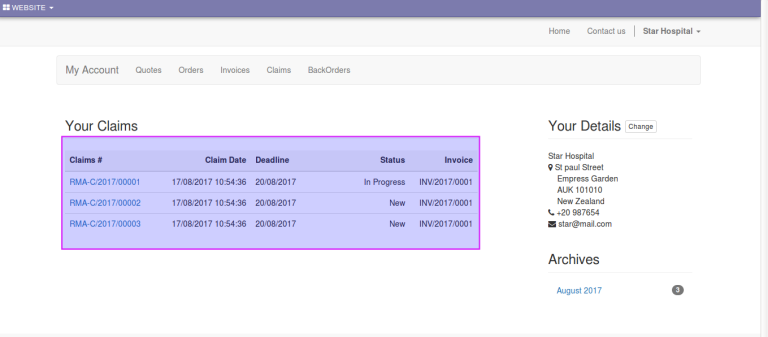 WEBSITE
Home Contact us Star Hospital
My Account Quotes Orders Invoices Claims BackOrders
Your Claims
Claims # Claim Date Deadline Status Invoice
RMA-C/2017/00001 17/08/2017 10:54:36 20/08/2017 In Progress INV/2017/0001
RMA-C/2017/00002 17/08/2017 10:54:36 20/08/2017 New INV/2017/0001
RMA-C/2017/00003 17/08/2017 10:54:36 20/08/2017 New INV/2017/0001
Your Details Change
Star Hospital
St paul Street
Empress Garden
AUK 101010
New Zealand
+20 987654
star@mail.com
Archives
August 2017 3